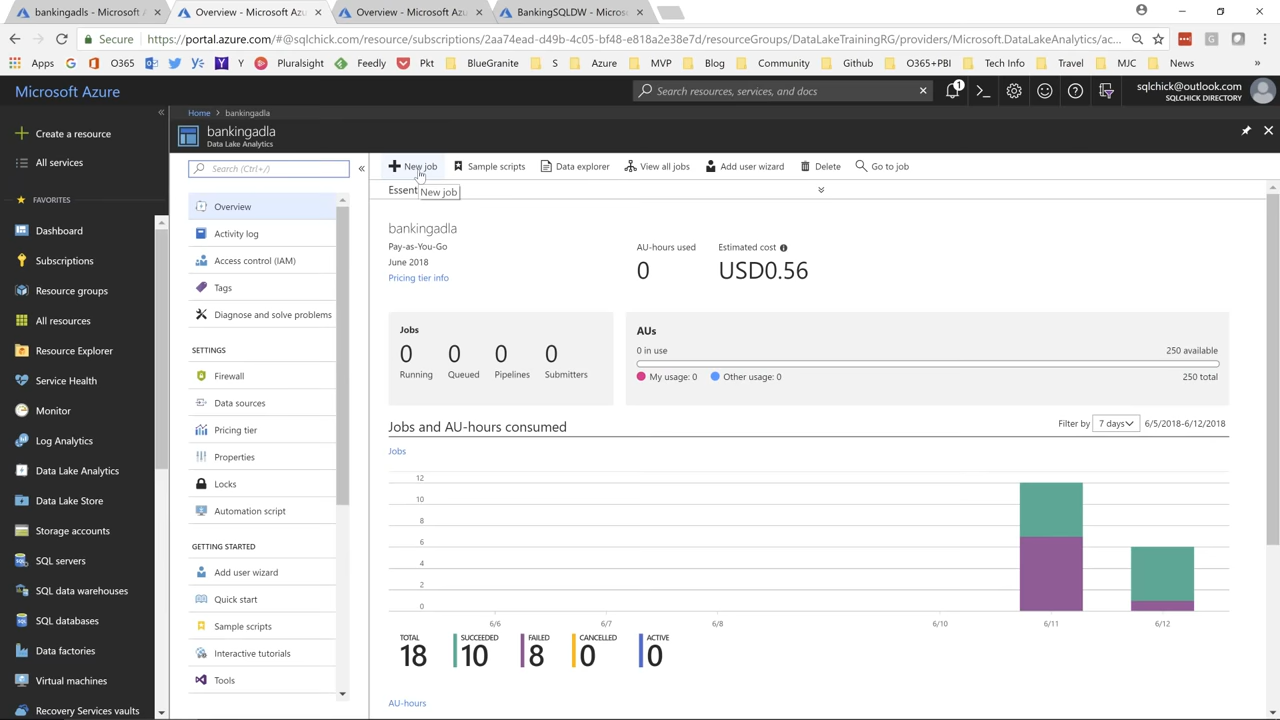 bankingadls - Microsoft A
Overview - Microsoft Azu
Overview - Microsoft Azu
BankingSQLDW - Microso
Secure
https://portal.azure.com/#@sqlchick.com/resource/subscriptions/2aa74ead-d49b-4c05-bf48-e818a2e38e7d/resourceGroups/DataLakeTrainingRG/providers/Microsoft.DataLakeAnalytics/ac...
Apps
O365
Pluralsight
Feedly
Pkt
BlueGranite
S
Azure
MVP
Blog
Community
Github
O365+PBI
Tech Info
Travel
MJC
News
Microsoft Azure
Search resources, services, and docs
1
sqlchick@outlook.com
SQLCHICK DIRECTORY
Home > bankingadla
bankingadla
Data Lake Analytics
Create a resource
All services
FAVORITES
Dashboard
Subscriptions
Resource groups
All resources
Resource Explorer
Service Health
Monitor
Log Analytics
Data Lake Analytics
Data Lake Store
Storage accounts
SQL servers
SQL data warehouses
SQL databases
Data factories
Virtual machines
Recovery Services vaults
Search (Ctrl+/)
Overview
Activity log
Access control (IAM)
Tags
Diagnose and solve problems
SETTINGS
Firewall
Data sources
Pricing tier
Properties
Locks
Automation script
GETTING STARTED
Add user wizard
Quick start
Sample scripts
Interactive tutorials
Tools
New job
Sample scripts
Data explorer
View all jobs
Add user wizard
Delete
Go to job
Essent
New job
bankingadla
Pay-as-You-Go
June 2018
Pricing tier info
AU-hours used
0
Estimated cost
USD0.56
Jobs
0 0 0 0
Running Queued Pipelines Submitters
AUs
0 in use
250 available
My usage: 0
Other usage: 0
250 total
Jobs and AU-hours consumed
Filter by
7 days
6/5/2018-6/12/2018
Jobs
12
10
8
6
4
2
0
6/6 6/7 6/8 6/10 6/11 6/12
TOTAL
18
SUCCEEDED
10
FAILED
8
CANCELLED
0
ACTIVE
0
AU-hours